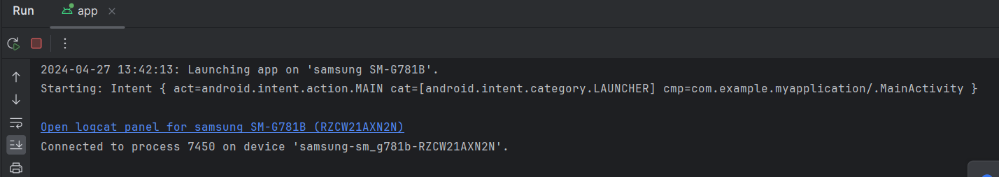 Run
app
2024-04-27 13:42:13: Launching app on 'samsung SM-G781B'.
Starting: Intent { act=android.intent.action.MAIN cat=[android.intent.category.LAUNCHER] cmp=com.example.myapplication/.MainActivity }
Open logcat panel for samsung SM-G781B (RZCW21AXN2N)
Connected to process 7450 on device 'samsung-sm_g781b-RZCW21AXN2N'.